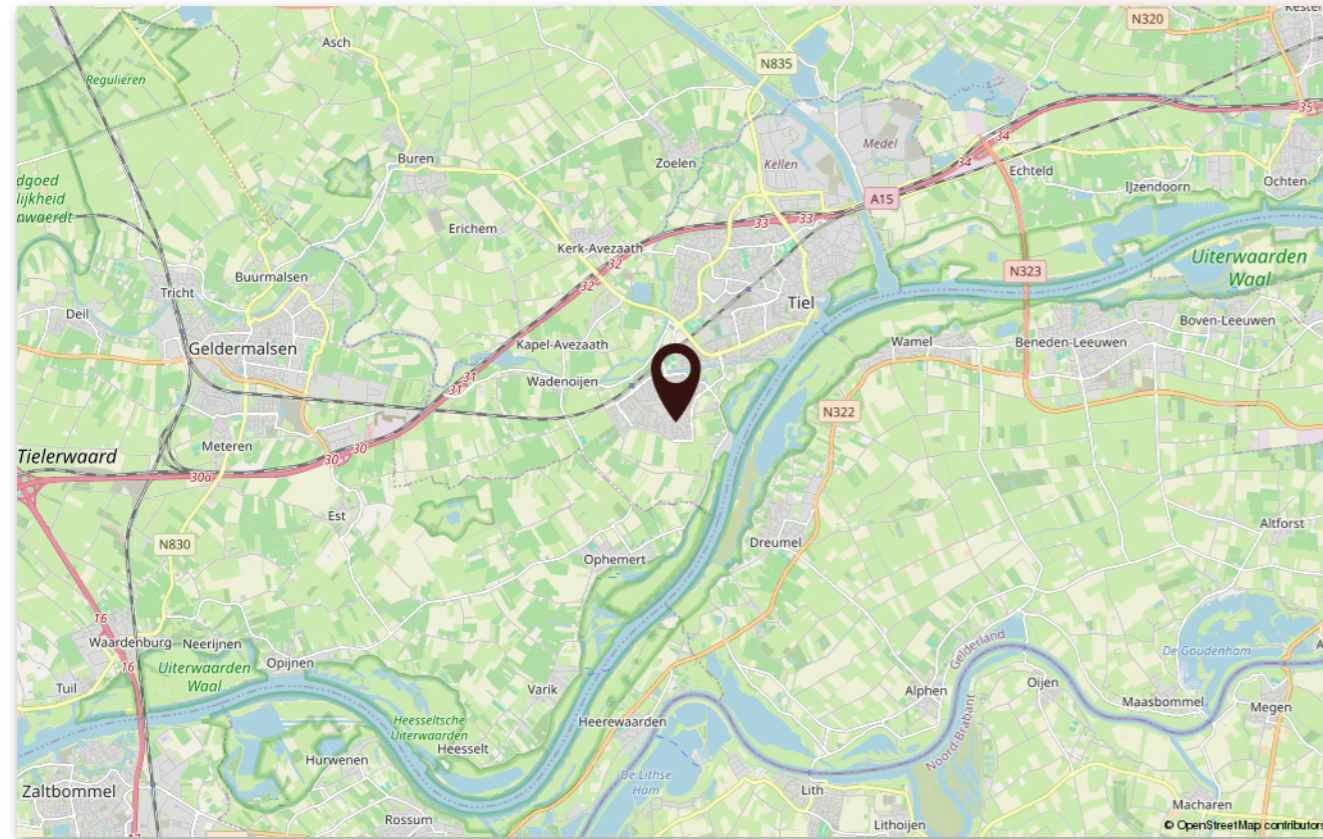 Kester
N320
Asch
N835
Regulieren
35
34
Medel
Buren
Zoelen
Kellen
34
Echteld
dgoed
lijkheid
nwaerdt
A15
IJzendoorn
Ochten
33
33
Erichem
Kerk-Avezaath
32
Uiterwaarden
Waal
N323
Buurmalsen
32
Tricht
Tiel
Deil
Boven-Leeuwen
Geldermalsen
Kapel-Avezaath
Wamel
Beneden-Leeuwen
31
31
Wadenoijen
N322
Meteren
30
30
Tielerwaard
30a
Est
Altforst
N830
Dreumel
Ophemert
16
Waardenburg
Neerijnen
De Goudenham
Gelderland
Opijnen
16
Uiterwaarden
Waal
Tuil
Varik
Alphen
Oijen
Maasbommel
Megen
Heesseltsche
Uiterwaarden
Heerewaarden
Noord-Brabant
Heesselt
Hurwenen
De Lithse
Ham
Zaltbommel
Lith
Macharen
Rossum
Lithoijen
© OpenStreetMap contributors